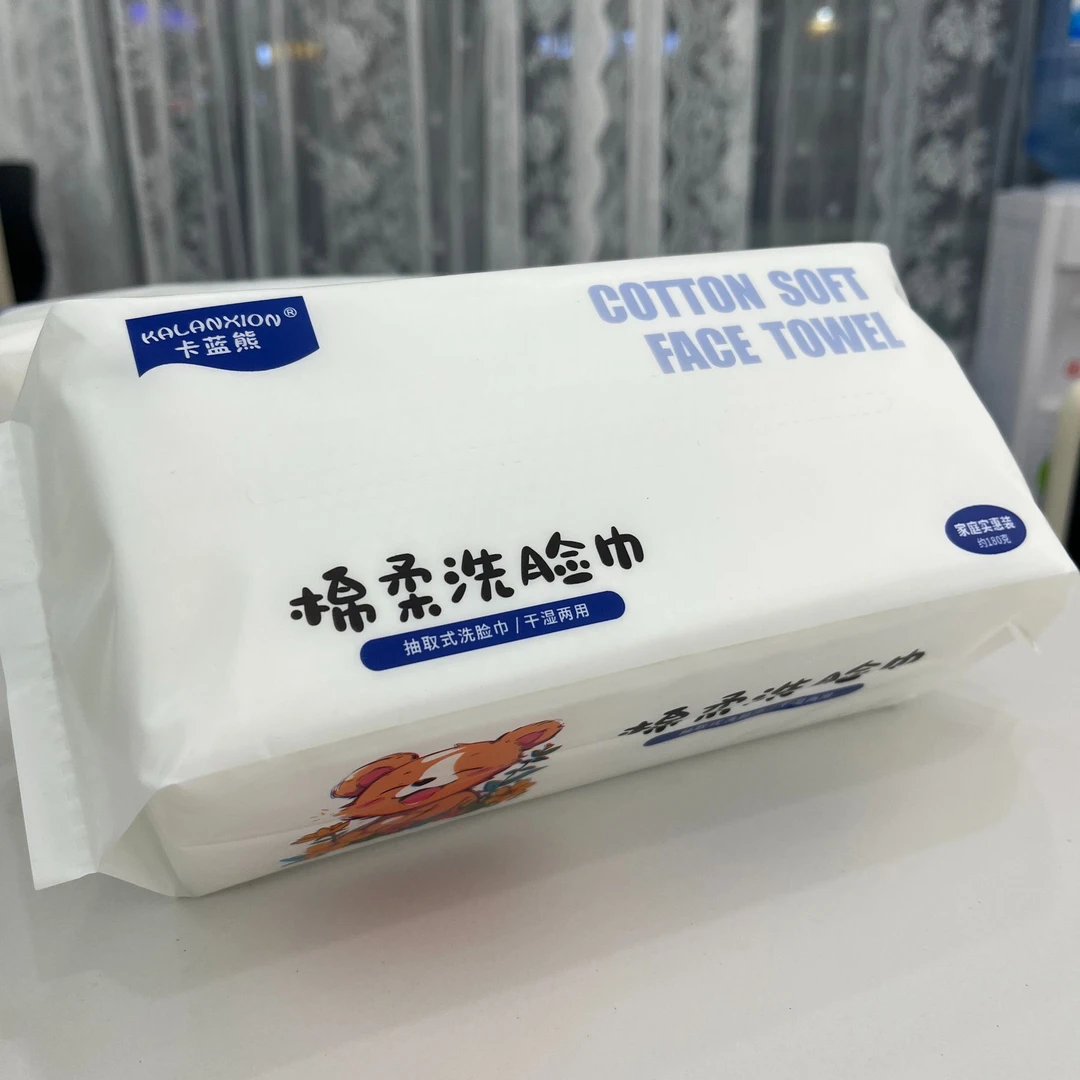 KALANXION®
卡蓝熊
COTTON SOFT
FACE TOWEL
家庭实惠装
约180克
棉柔洗脸巾
抽取式洗脸巾/干湿两用
棉柔洗脸巾